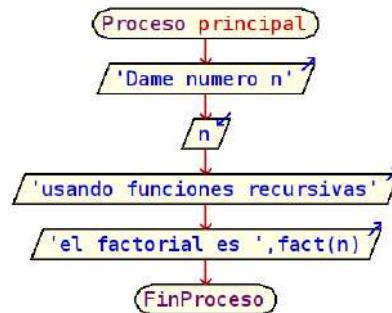 Proceso principal
'Dame numero n'
n
'usando funciones recursivas'
'el factorial es ',fact(n)
FinProceso